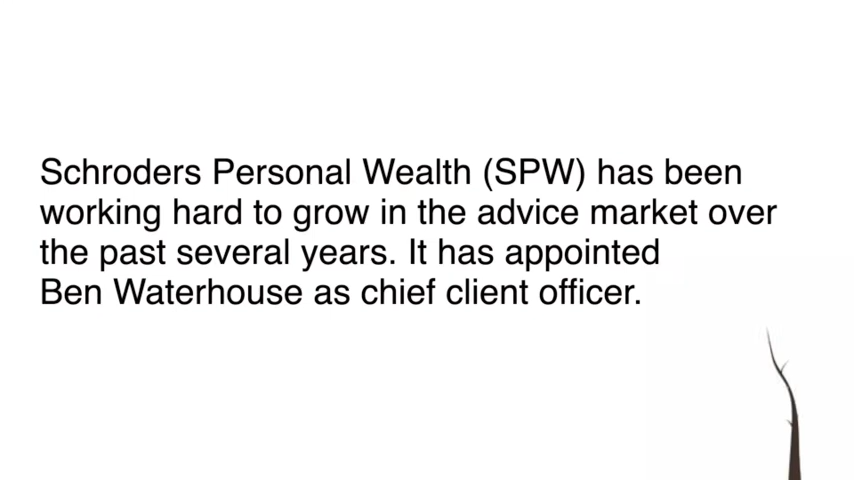 Schroders Personal Wealth (SPW) has been
working hard to grow in the advice market over
the past several years. It has appointed
Ben Waterhouse as chief client officer.